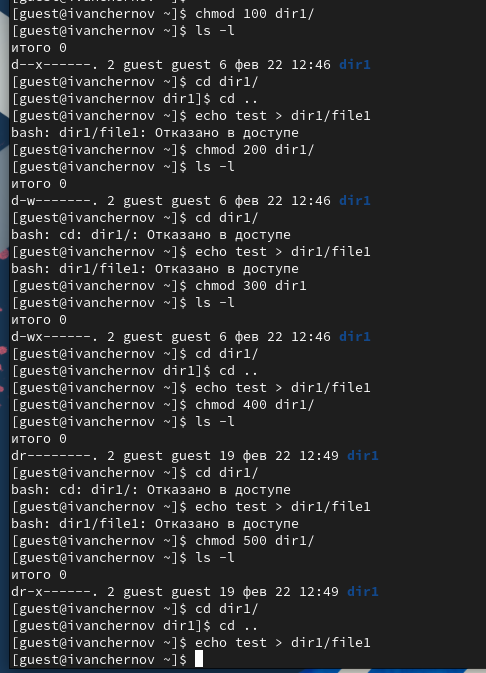 [guest@ivanchernov ~]$ chmod 100 dir1/
[guest@ivanchernov ~]$ ls -l
итого 0
d--x------. 2 guest guest 6 фев 22 12:46 dir1
[guest@ivanchernov ~]$ cd dir1/
[guest@ivanchernov dir1]$ cd ..
[guest@ivanchernov ~]$ echo test > dir1/file1
bash: dir1/file1: Отказано в доступе
[guest@ivanchernov ~]$ chmod 200 dir1/
[guest@ivanchernov ~]$ ls -l
итого 0
d-w-------. 2 guest guest 6 фев 22 12:46 dir1
[guest@ivanchernov ~]$ cd dir1/
bash: cd: dir1/: Отказано в доступе
[guest@ivanchernov ~]$ echo test > dir1/file1
bash: dir1/file1: Отказано в доступе
[guest@ivanchernov ~]$ chmod 300 dir1
[guest@ivanchernov ~]$ ls -l
итого 0
d-wx------. 2 guest guest 6 фев 22 12:46 dir1
[guest@ivanchernov ~]$ cd dir1/
[guest@ivanchernov dir1]$ cd ..
[guest@ivanchernov ~]$ echo test > dir1/file1
[guest@ivanchernov ~]$ chmod 400 dir1/
[guest@ivanchernov ~]$ ls -l
итого 0
dr--------. 2 guest guest 19 фев 22 12:49 dir1
[guest@ivanchernov ~]$ cd dir1/
bash: cd: dir1/: Отказано в доступе
[guest@ivanchernov ~]$ echo test > dir1/file1
bash: dir1/file1: Отказано в доступе
[guest@ivanchernov ~]$ chmod 500 dir1/
[guest@ivanchernov ~]$ ls -l
итого 0
dr-x------. 2 guest guest 19 фев 22 12:49 dir1
[guest@ivanchernov ~]$ cd dir1/
[guest@ivanchernov dir1]$ cd ..
[guest@ivanchernov ~]$ echo test > dir1/file1
[guest@ivanchernov ~]$